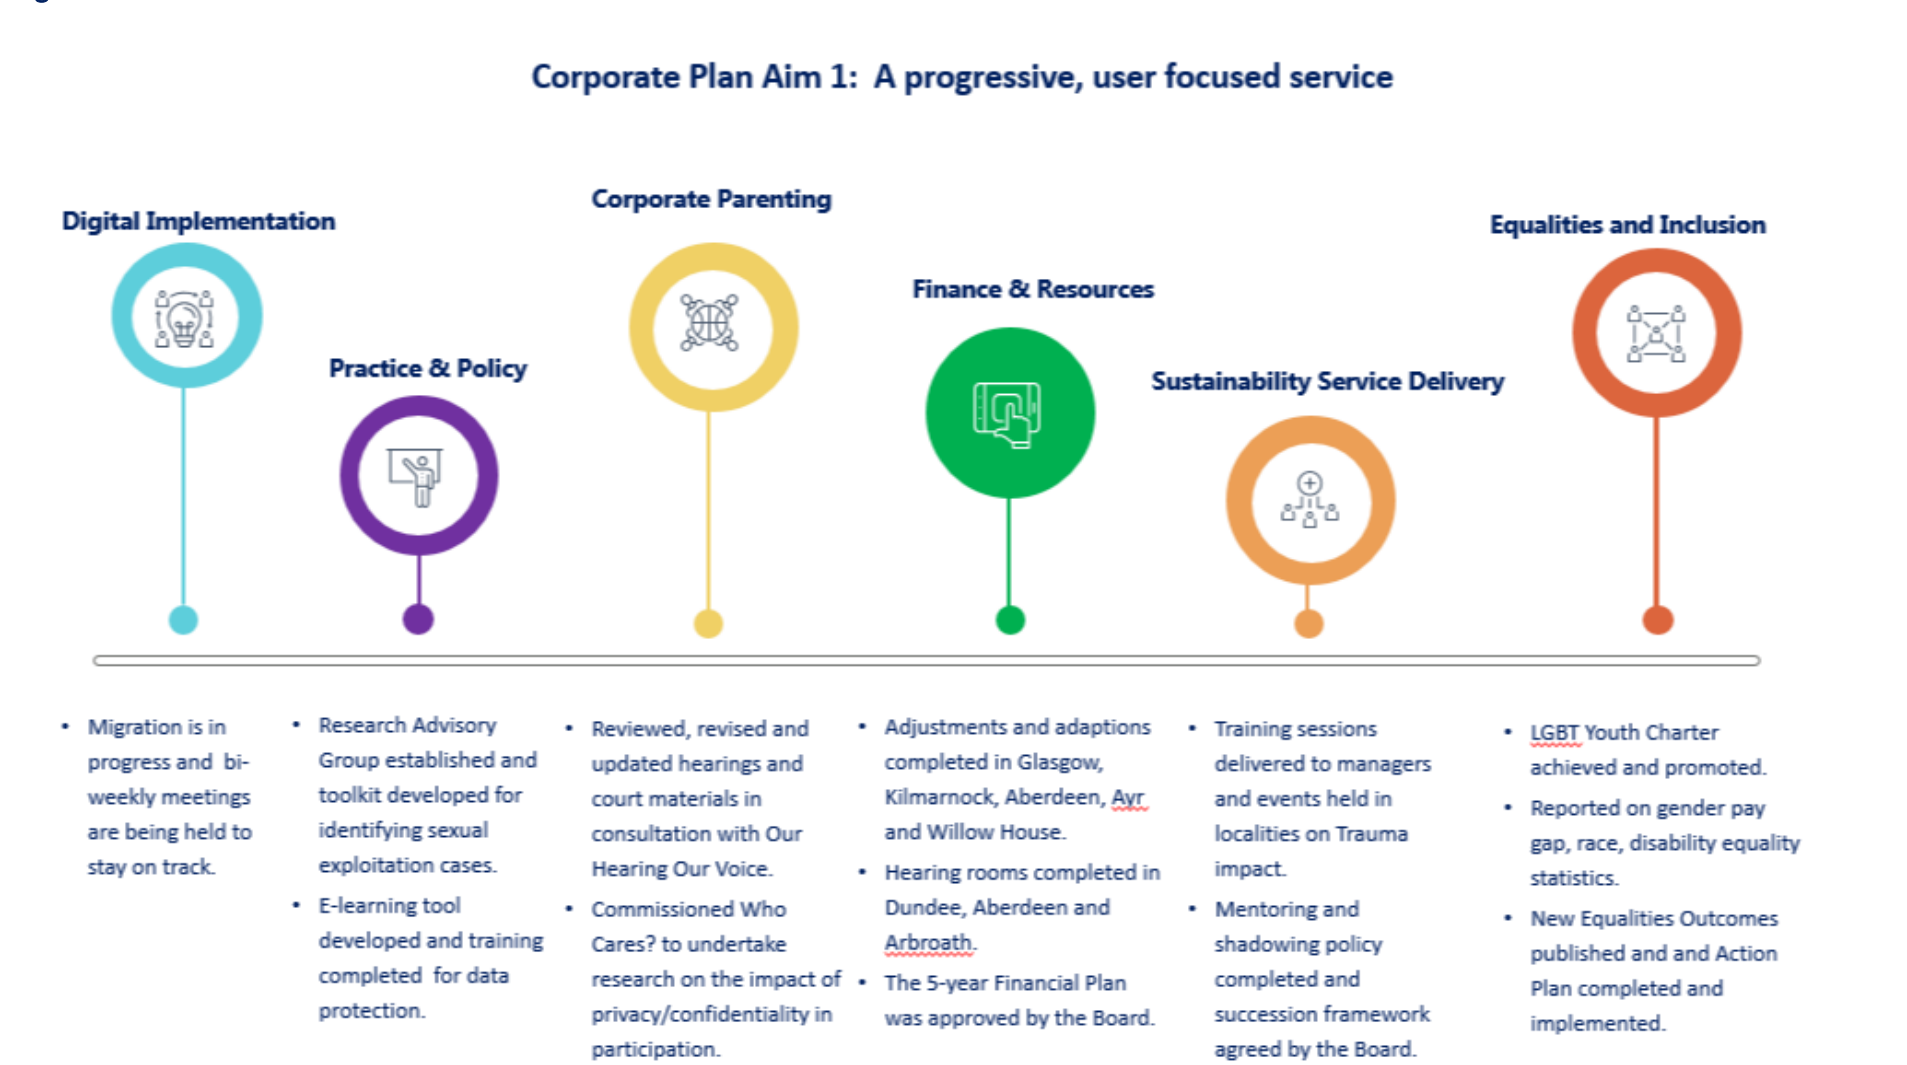 Corporate Plan Aim 1:  A progressive, user focused service
Digital Implementation
Practice & Policy
Corporate Parenting
Finance & Resources
Sustainability Service Delivery
Equalities and Inclusion
• Migration is in
progress and  bi-
weekly meetings
are being held to
stay on track.
• Research Advisory
Group established and
toolkit developed for
identifying sexual
exploitation cases.
• E-learning tool
developed and training
completed  for data
protection.
• Reviewed, revised and
updated hearings and
court materials in
consultation with Our
Hearing Our Voice.
• Commissioned Who
Cares? to undertake
research on the impact of
privacy/confidentiality in
participation.
• Adjustments and adaptions
completed in Glasgow,
Kilmarnock, Aberdeen, Ayr
and Willow House.
• Hearing rooms completed in
Dundee, Aberdeen and
Arbroath.
• The 5-year Financial Plan
was approved by the Board.
• Training sessions
delivered to managers
and events held in
localities on Trauma
impact.
• Mentoring and
shadowing policy
completed and
succession framework
agreed by the Board.
• LGBT Youth Charter
achieved and promoted.
• Reported on gender pay
gap, race, disability equality
statistics.
• New Equalities Outcomes
published and and Action
Plan completed and
implemented.